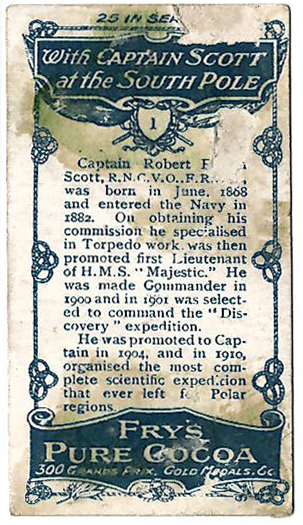 25 IN
With CAPTAIN SCOTT
at the SOUTH POLE
1
Captain Robert
Scott, R.N.C.V.O.,F.R.
was born in June, 1868
and entered the Navy in
1882. On obtaining his
commission he specialised
in Torpedo work, was then
promoted first Lieutenant
of H.M.S. "Majestic." He
was made Commander in
1900 and in 1901 was select-
ed to command the "Dis-
covery" expedition.
He was promoted to Cap-
tain in 1904, and in 1910,
organised the most com-
plete scientific expedition
that ever left Polar
regions.
FRY'S
PURE COCOA
300 GRANDS PRIX, GOLD MEDALS, &c